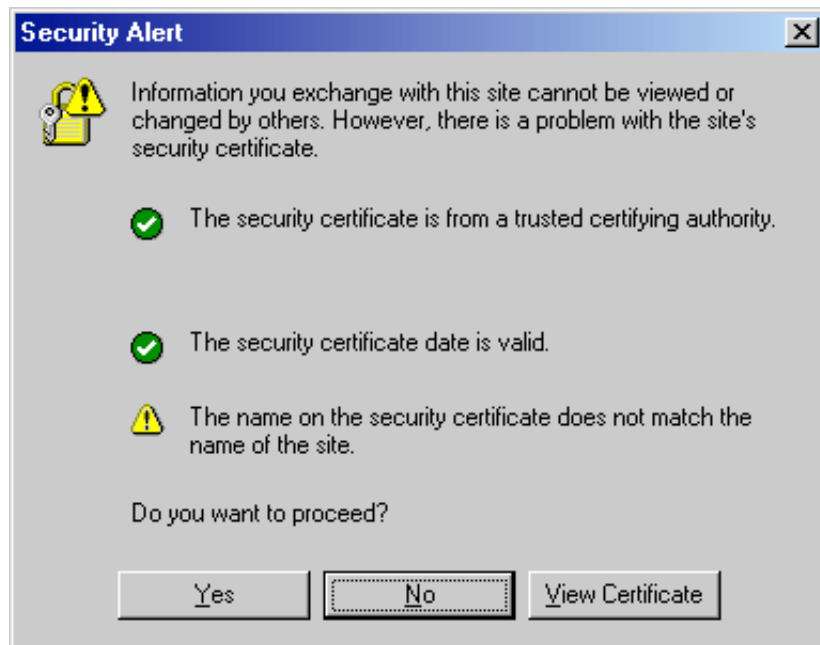 Security Alert
Information you exchange with this site cannot be viewed or
changed by others. However, there is a problem with the site's
security certificate.
The security certificate is from a trusted certifying authority.
The security certificate date is valid.
The name on the security certificate does not match the
name of the site.
Do you want to proceed?
Yes No View Certificate